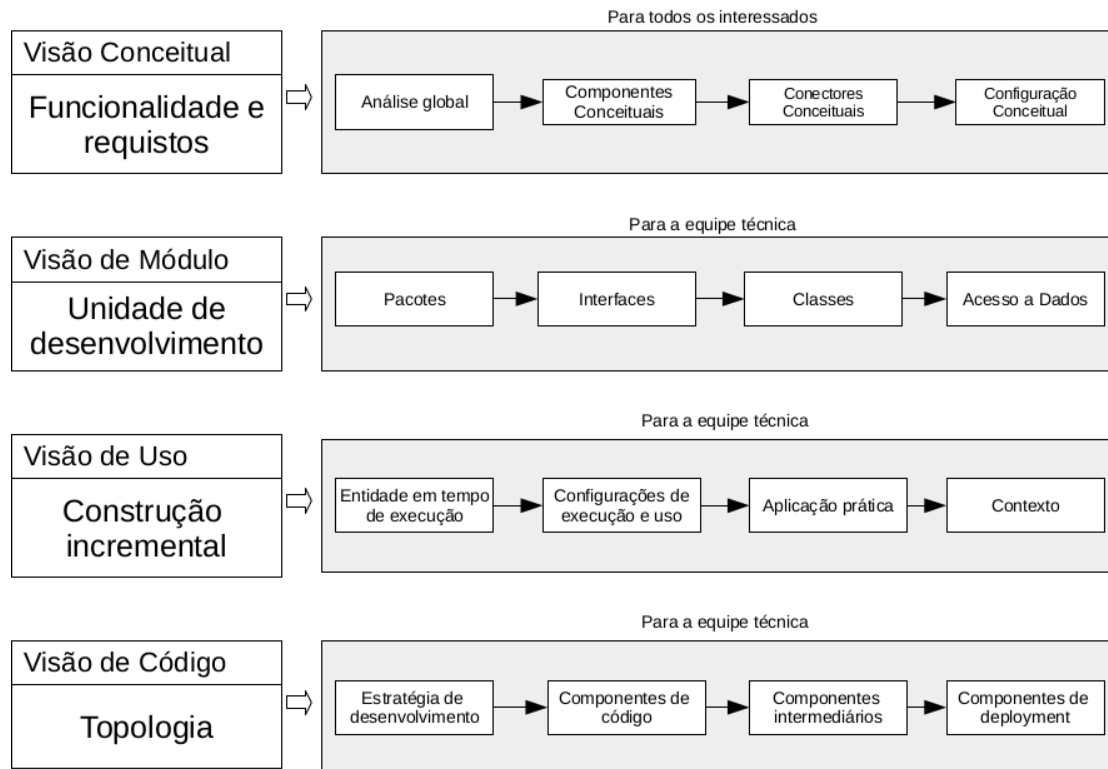 Para todos os interessados
Visão Conceitual
Funcionalidade e
requistos
Análise global
Componentes
Conceituais
Conectores
Conceituais
Configuração
Conceitual
Para a equipe técnica
Visão de Módulo
Unidade de
desenvolvimento
Pacotes
Interfaces
Classes
Acesso a Dados
Para a equipe técnica
Visão de Uso
Construção
incremental
Entidade em tempo
de execução
Configurações de
execução e uso
Aplicação prática
Contexto
Para a equipe técnica
Visão de Código
Topologia
Estratégia de
desenvolvimento
Componentes de
código
Componentes
intermediários
Componentes de
deployment